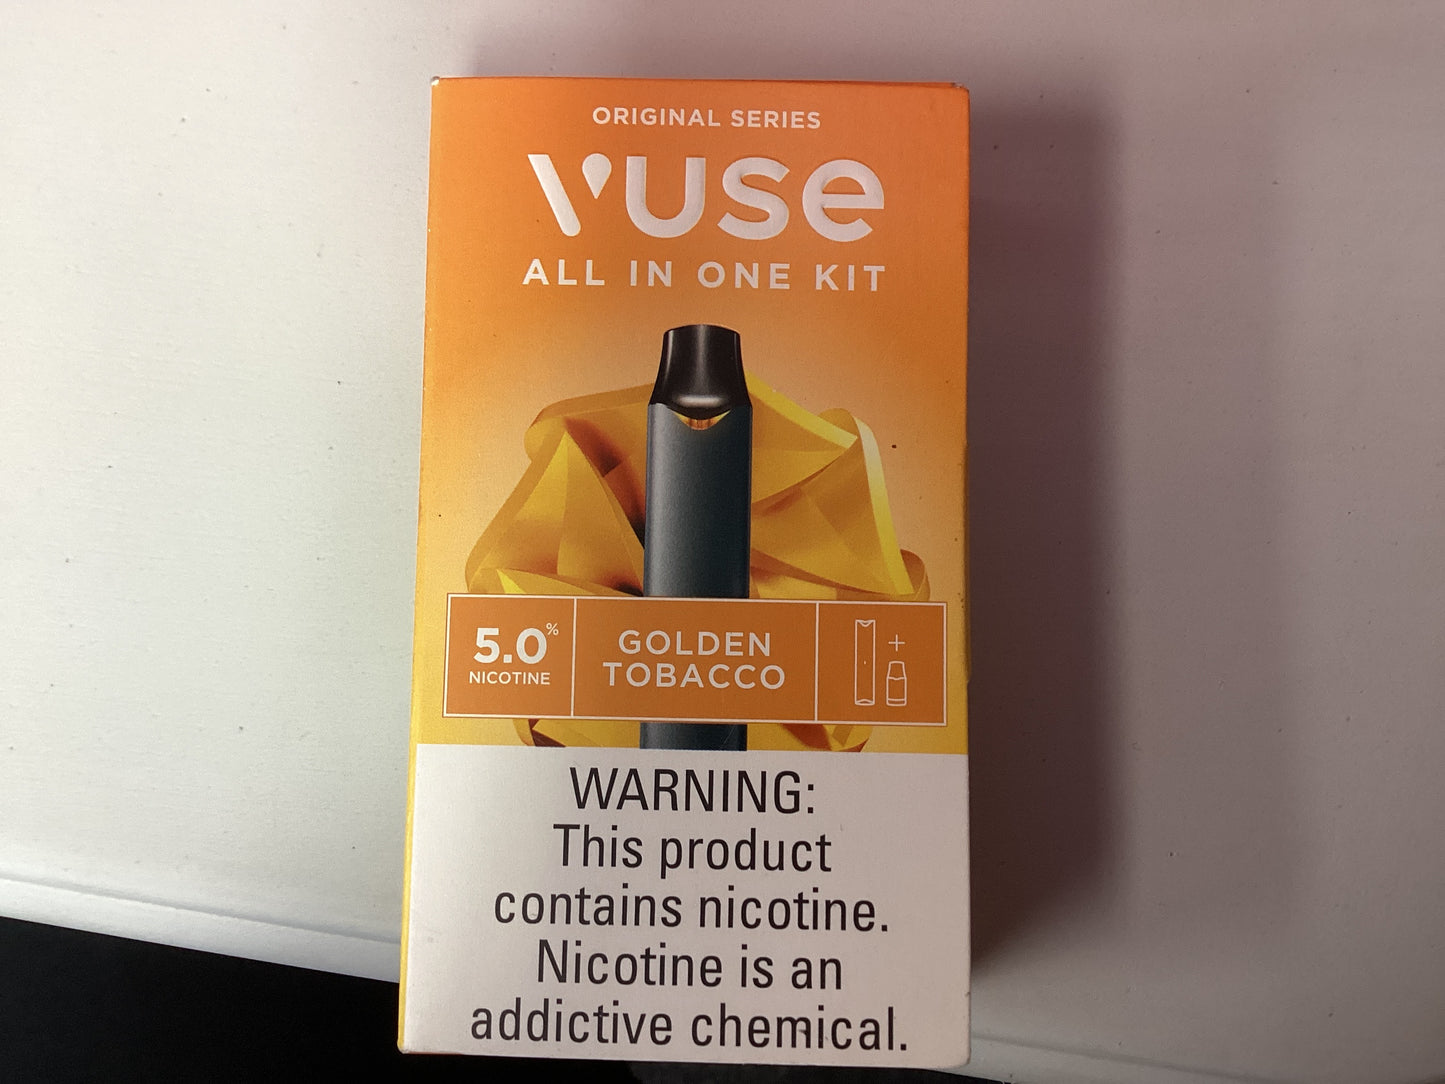 ORIGINAL SERIES
vuse
ALL IN ONE KIT
5.0%
NICOTINE
GOLDEN
TOBACCO
+
WARNING:
This product
contains nicotine.
Nicotine is an
addictive chemical.